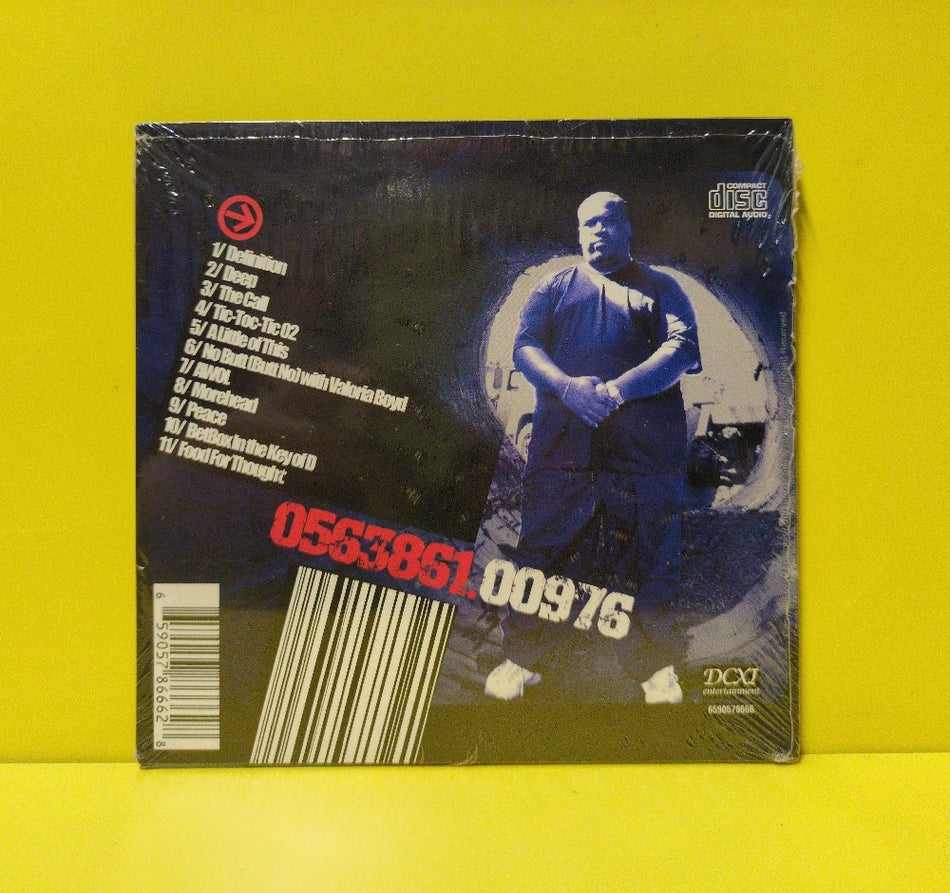 COMPACT
disc
DIGITAL AUDIO
1/ Definition
2/ Deep
3/ The Call
4/ Tic-Toc-Tic 02
5/ A Little of This
6/ No Butt (Butt No) with Valoria Boyd
7/ AWOL
8/ Morehead
9/ Peace
10/ BetBox In the Key of D
11/ Food For Thought
0563861.00976
6 59057 86662 8
DCXI
entertainment
6590578666